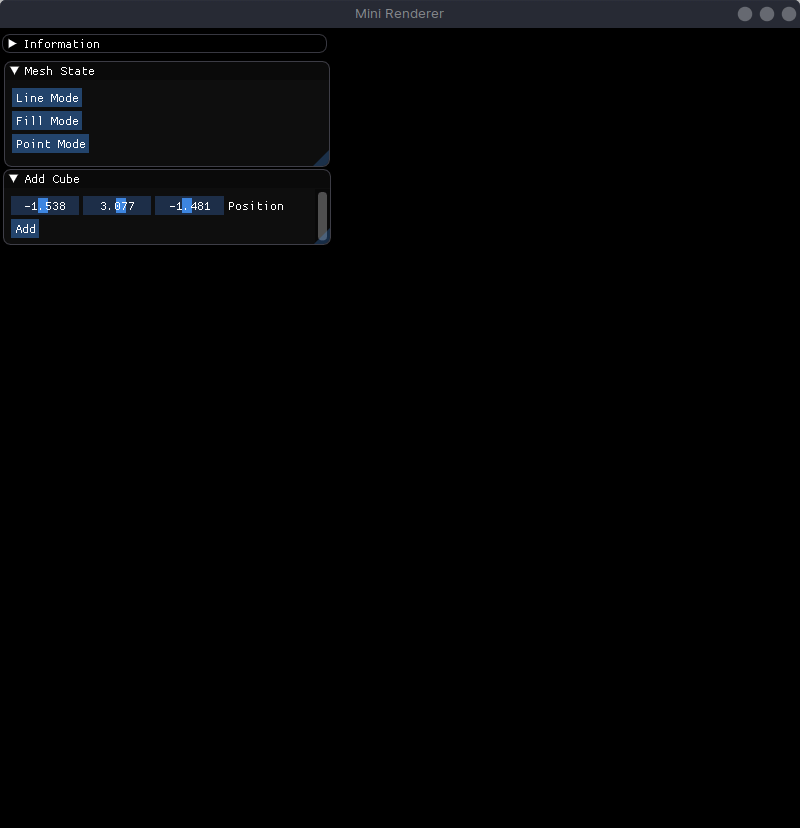 Mini Renderer
Information
Mesh State
Line Mode
Fill Mode
Point Mode
Add Cube
-1.538 3.077 -1.481 Position
Add